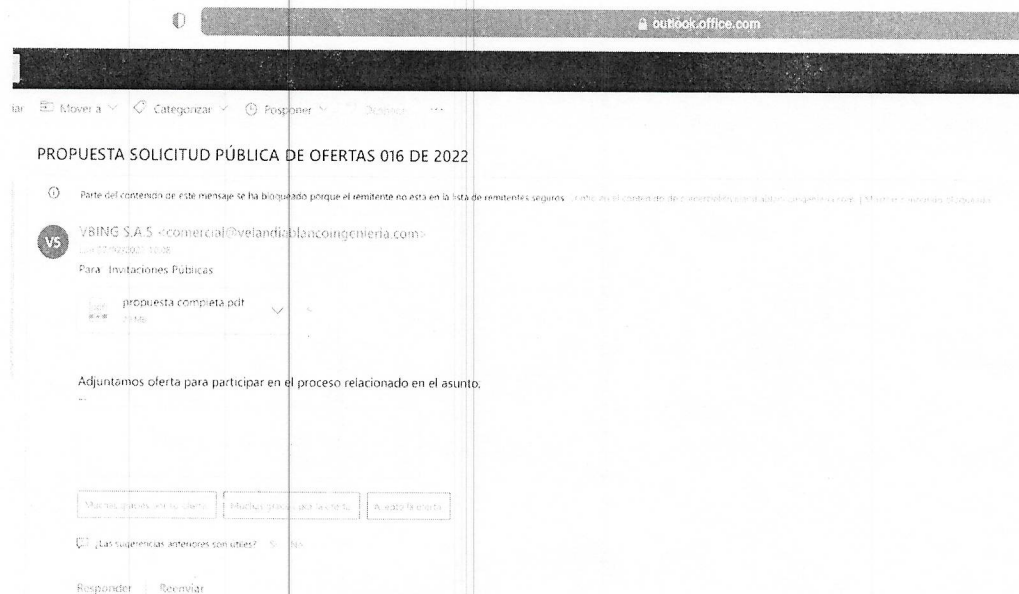 outlook.office.com
Mover a Categorizar Posponer
PROPUESTA SOLICITUD PÚBLICA DE OFERTAS 016 DE 2022
Parte del contenido de este mensaje se ha bloqueado porque el remitente no está en la lista de remitentes seguros.
VS
VBING S.A.S <comercial@velandiablancoingenieria.com>
Para Invitaciones Públicas
propuesta completa.pdf
Adjuntamos oferta para participar en el proceso relacionado en el asunto.
...
¿Las sugerencias anteriores son útiles?
Responder Reenviar